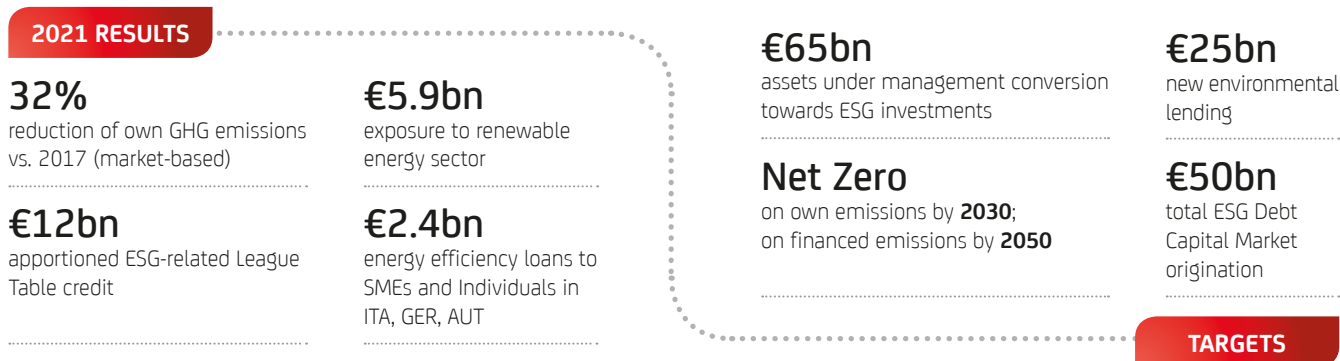 2021 RESULTS
32%
reduction of own GHG emissions
vs. 2017 (market-based)
€5.9bn
exposure to renewable
energy sector
€12bn
apportioned ESG-related League
Table credit
€2.4bn
energy efficiency loans to
SMEs and Individuals in
ITA, GER, AUT
€65bn
assets under management conversion
towards ESG investments
€25bn
new environmental
lending
Net Zero
on own emissions by 2030;
on financed emissions by 2050
€50bn
total ESG Debt
Capital Market
origination
TARGETS